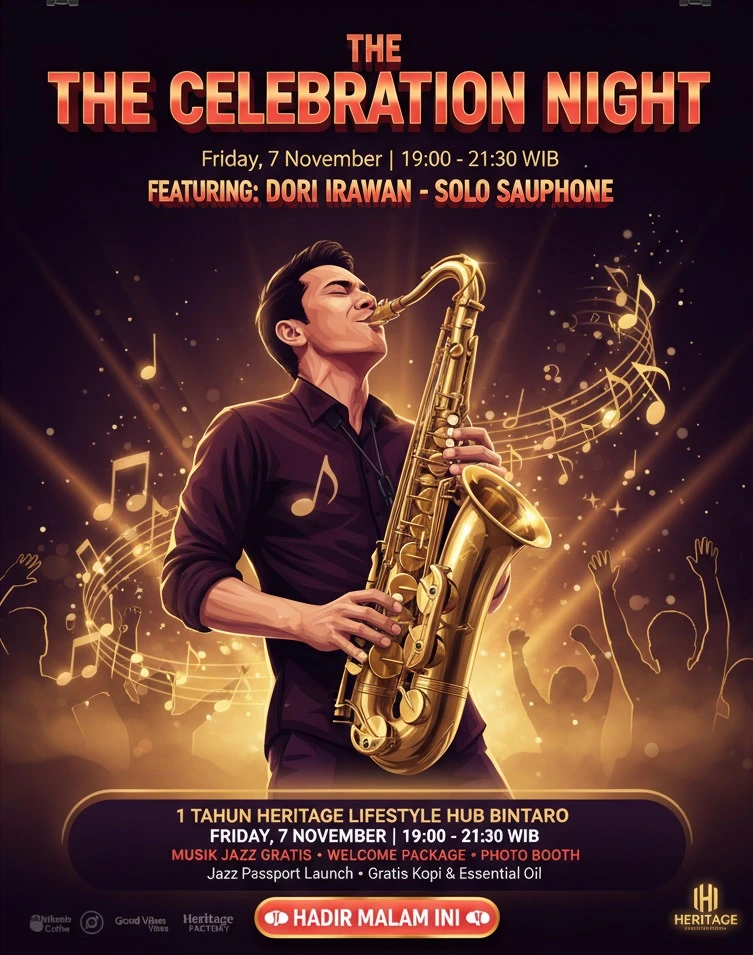 THE
THE CELEBRATION NIGHT
Friday, 7 November | 19:00 - 21:30 WIB
FEATURING: DORI IRAWAN - SOLO SAUPHONE
1 TAHUN HERITAGE LIFESTYLE HUB BINTARO
FRIDAY, 7 NOVEMBER | 19:00 - 21:30 WIB
MUSIK JAZZ GRATIS • WELCOME PACKAGE • PHOTO BOOTH
Jazz Passport Launch • Gratis Kopi & Essential Oil
HADIR MALAM INI
Heritage
HERITAGE